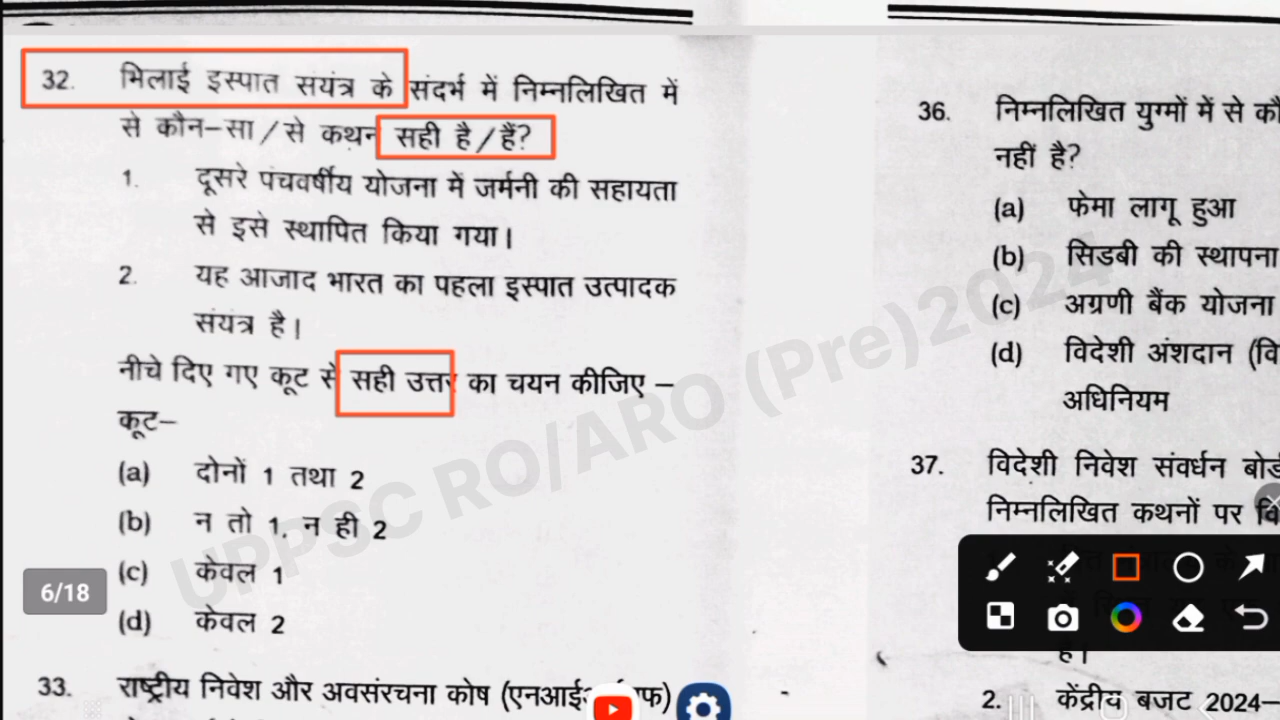 32. भिलाई इस्पात संयंत्र के संदर्भ में निम्नलिखित में
से कौन-सा / से कथन सही है / हैं?
1. दूसरे पंचवर्षीय योजना में जर्मनी की सहायता
से इसे स्थापित किया गया।
2. यह आजाद भारत का पहला इस्पात उत्पादक
संयंत्र है।
नीचे दिए गए कूट से सही उत्तर का चयन कीजिए –
कूट–
(a) दोनों 1 तथा 2
(b) न तो 1, न ही 2
(c) केवल 1
(d) केवल 2
33. राष्ट्रीय निवेश और अवसंरचना कोष
6/18
UPPSC RO/ARO (Pre) 2024
36. निम्नलिखित युग्मों में से
नहीं है?
(a) फेमा लागू हुआ
(b) सिडबी की स्थापना
(c) अग्रणी बैंक योजना
(d) विदेशी अंशदान
अधिनियम
37. विदेशी निवेश संवर्धन बोर्ड
निम्नलिखित कथनों पर
है।
2. केंद्रीय बजट 2024–